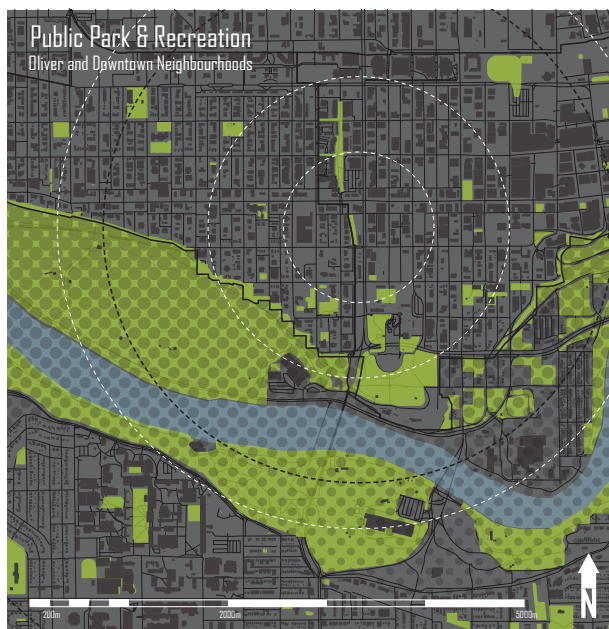 Public Park & Recreation
Oliver and Downtown Neighbourhoods
N
200m 2000m 5000m